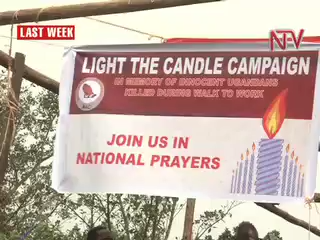 LAST WEEK
NTV
LIGHT THE CANDLE CAMPAIGN
IN MEMORY OF INNOCENT UGANDANS
KILLED DURING WALK TO WORK
JOIN US IN
NATIONAL PRAYERS